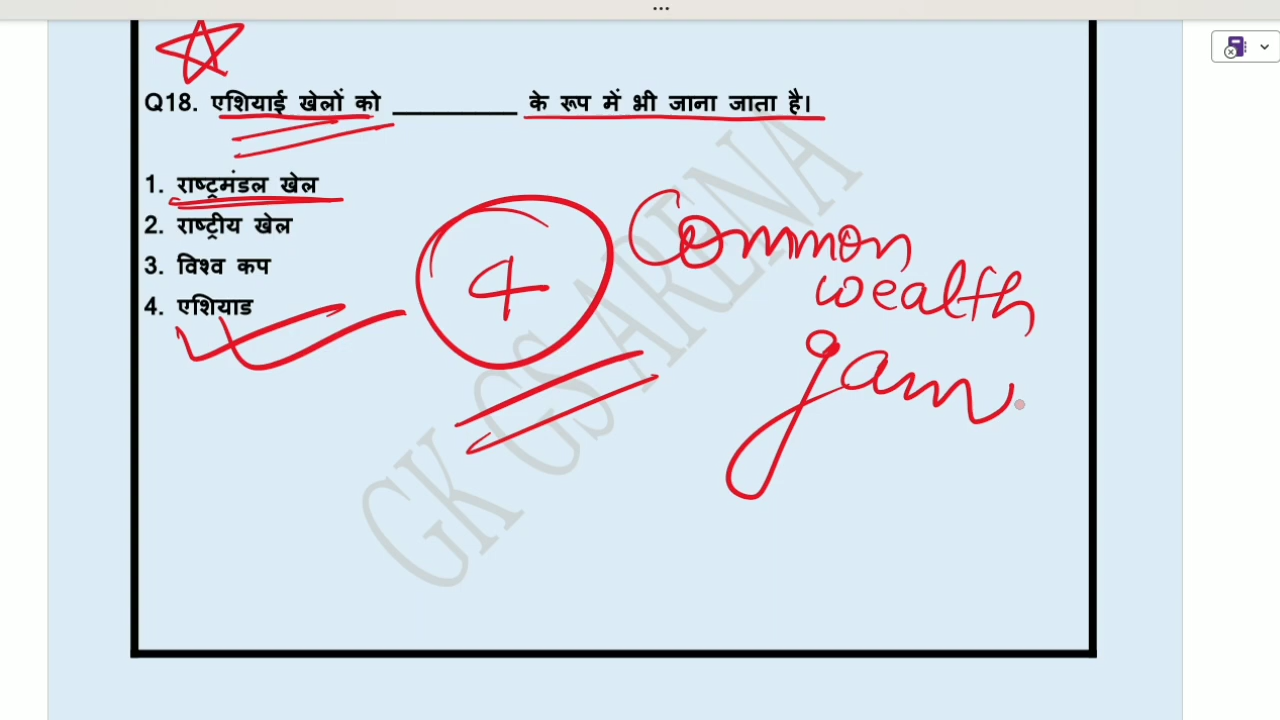 Q18. एशियाई खेलों को __________ के रूप में भी जाना जाता है।
1. राष्ट्रमंडल खेल
2. राष्ट्रीय खेल
3. विश्व कप
4. एशियाड
4
Common
wealth
gam
GK GS ARENA